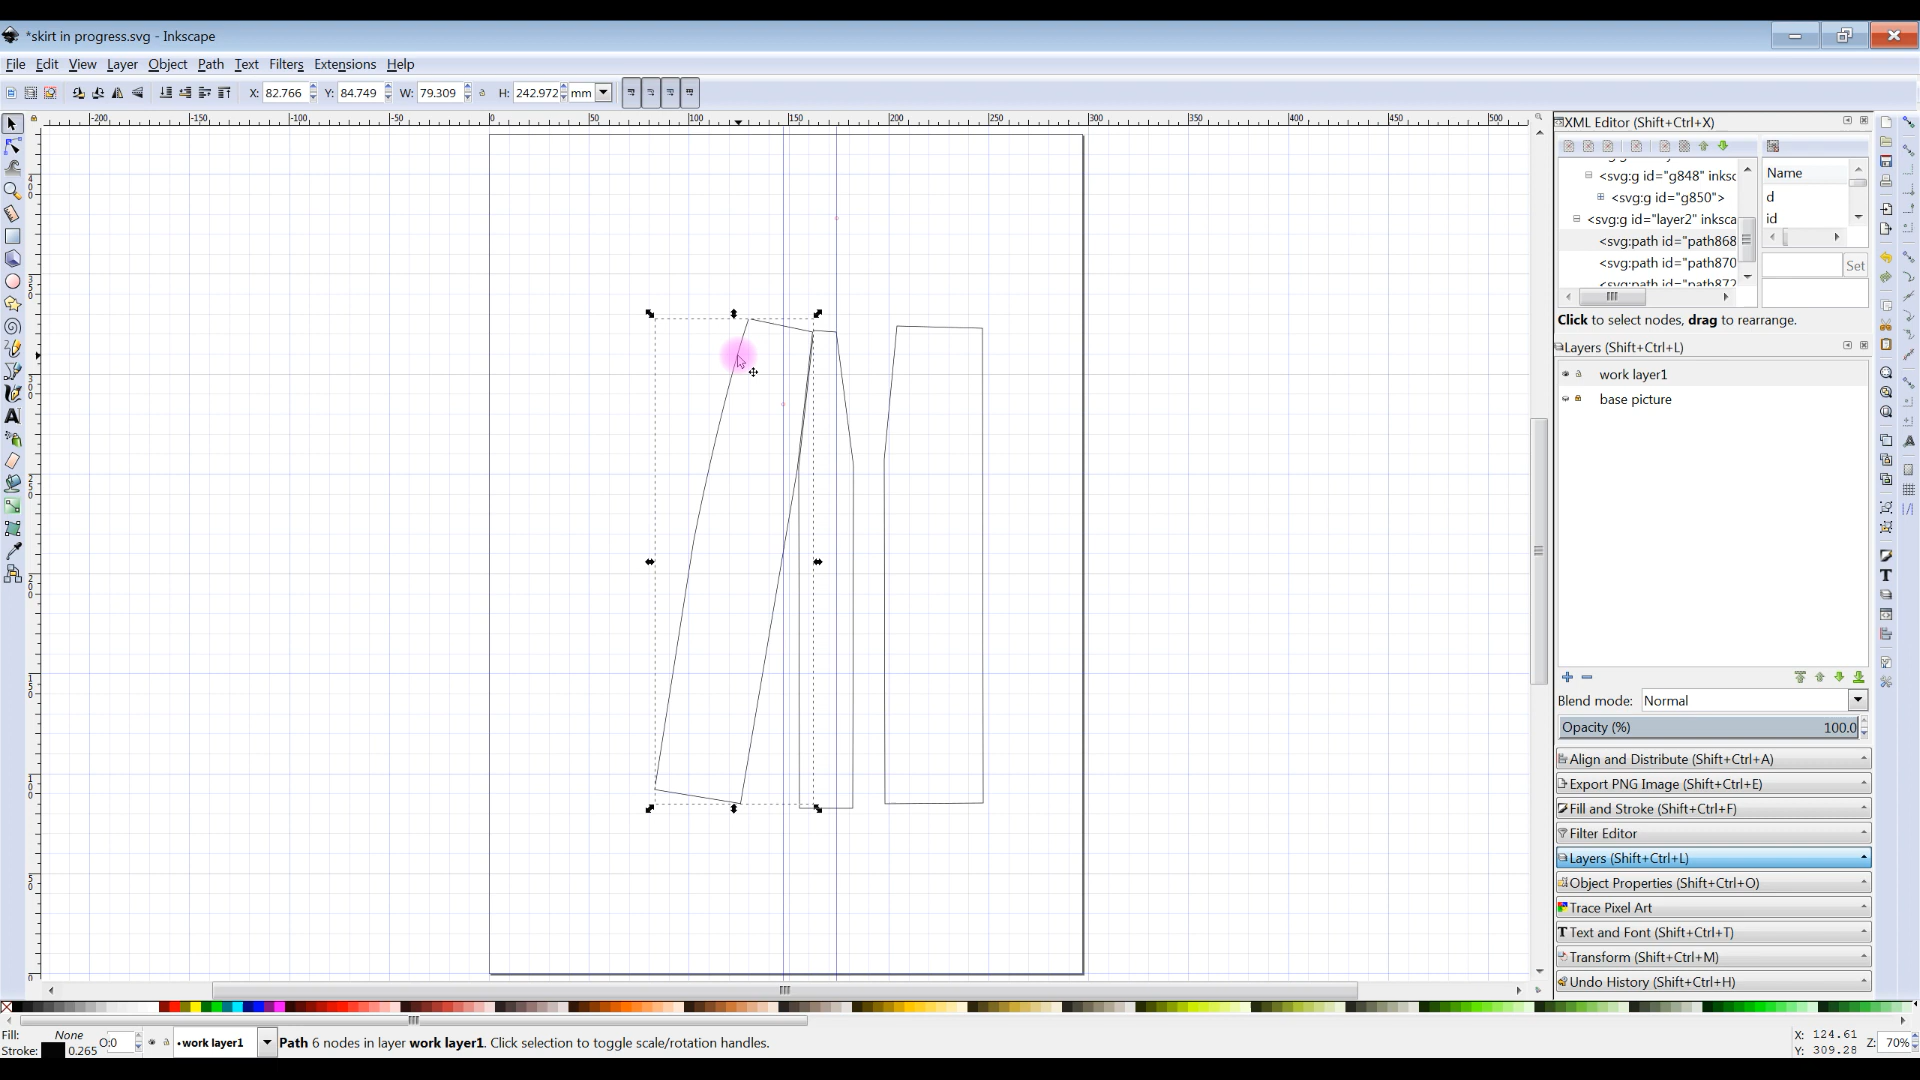 *skirt in progress.svg - Inkscape
File Edit View Layer Object Path Text Filters Extensions Help
X: 82.766 Y: 84.749 W: 79.309 H: 242.972 mm
-200 -150 -50 0 50 100 150 200 250 300 350 400 500
XML Editor (Shift+Ctrl+X)
<svg:g id="g848" inksc
<svg:g id="g850">
<svg:g id="layer2" inksca
<svg:path id="path868
<svg:path id="path870
<svg:path id="path872
Name
d
id
Set
Click to select nodes, drag to rearrange.
Layers (Shift+Ctrl+L)
work layer1
base picture
Blend mode: Normal
Opacity (%) 100.0
Align and Distribute (Shift+Ctrl+A)
Export PNG Image (Shift+Ctrl+E)
Fill and Stroke (Shift+Ctrl+F)
Filter Editor
Layers (Shift+Ctrl+L)
Object Properties (Shift+Ctrl+O)
Trace Pixel Art
Text and Font (Shift+Ctrl+T)
Transform (Shift+Ctrl+M)
Undo History (Shift+Ctrl+H)
Fill: None
Stroke: 0.265
O:0
•work layer1
Path 6 nodes in layer work layer1. Click selection to toggle scale/rotation handles.
X: 124.61
Y: 309.28
Z: 70%